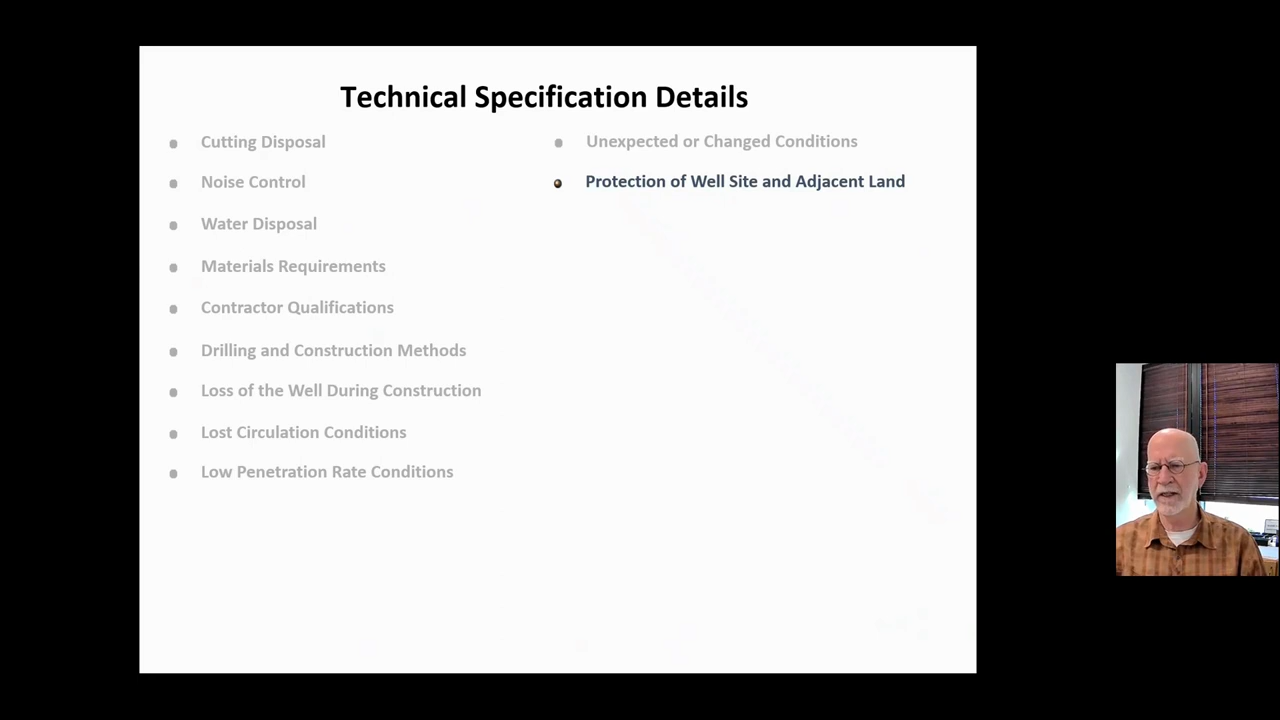 Technical Specification Details
Cutting Disposal
Noise Control
Water Disposal
Materials Requirements
Contractor Qualifications
Drilling and Construction Methods
Loss of the Well During Construction
Lost Circulation Conditions
Low Penetration Rate Conditions
Unexpected or Changed Conditions
Protection of Well Site and Adjacent Land